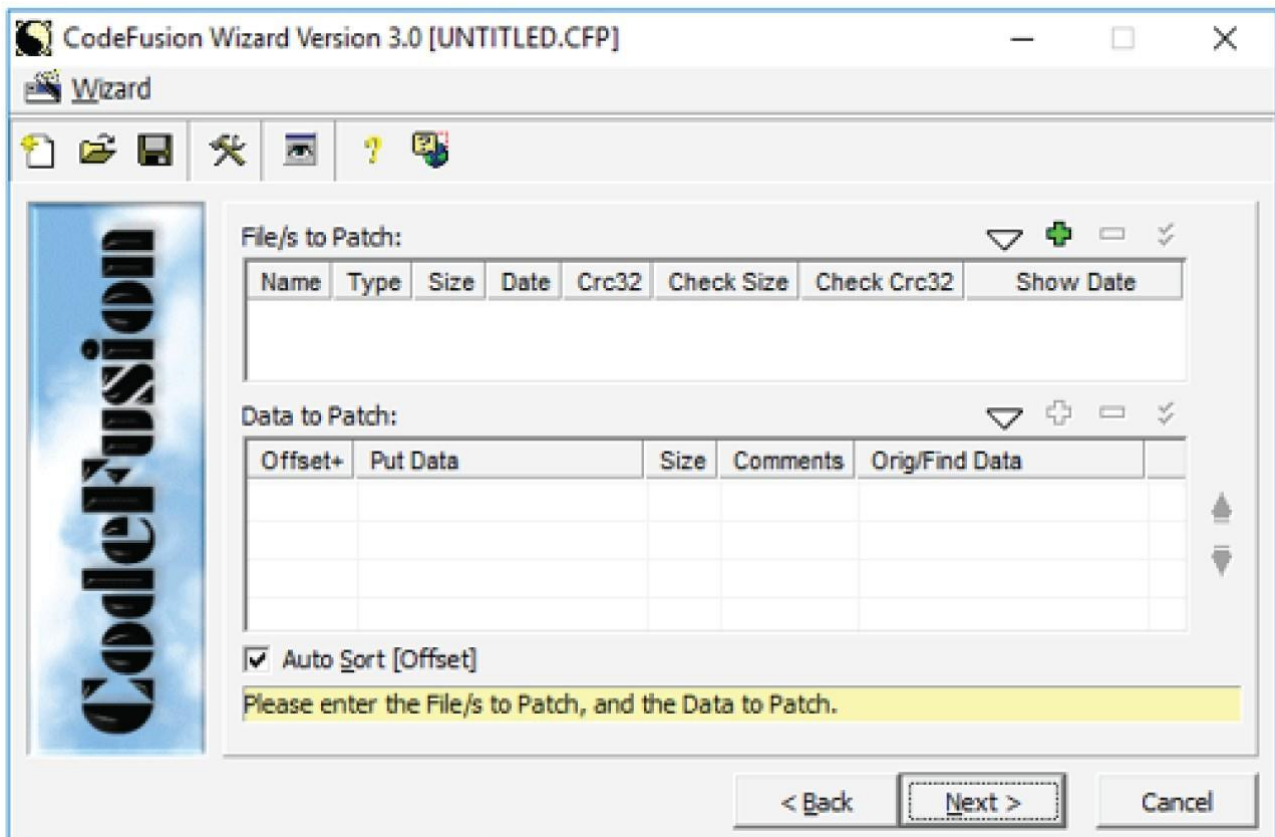 CodeFusion Wizard Version 3.0 [UNTITLED.CFP]
Wizard
CodeFusion
File/s to Patch:
Name Type Size Date Crc32 Check Size Check Crc32 Show Date
Data to Patch:
Offset+ Put Data Size Comments Orig/Find Data
Auto Sort [Offset]
Please enter the File/s to Patch, and the Data to Patch.
< Back Next > Cancel